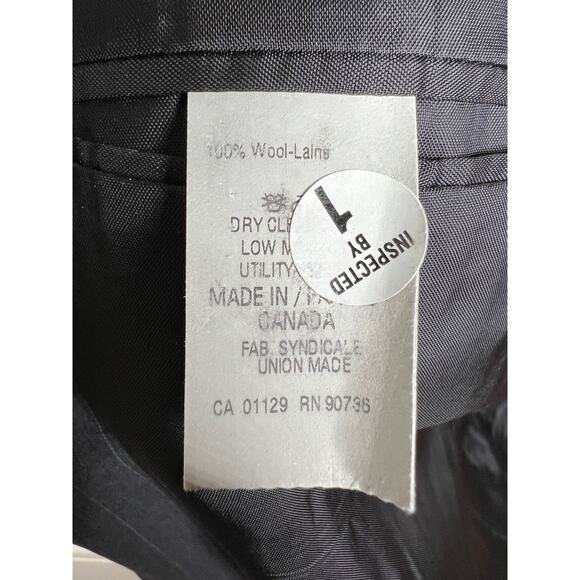 100% Wool-Laine
DRY
LOW
UTILITY
MADE IN /
CANADA
FAB. SYNDICALE
UNION MADE
CA 01129 RN 90736
INSPECTED
BY
1